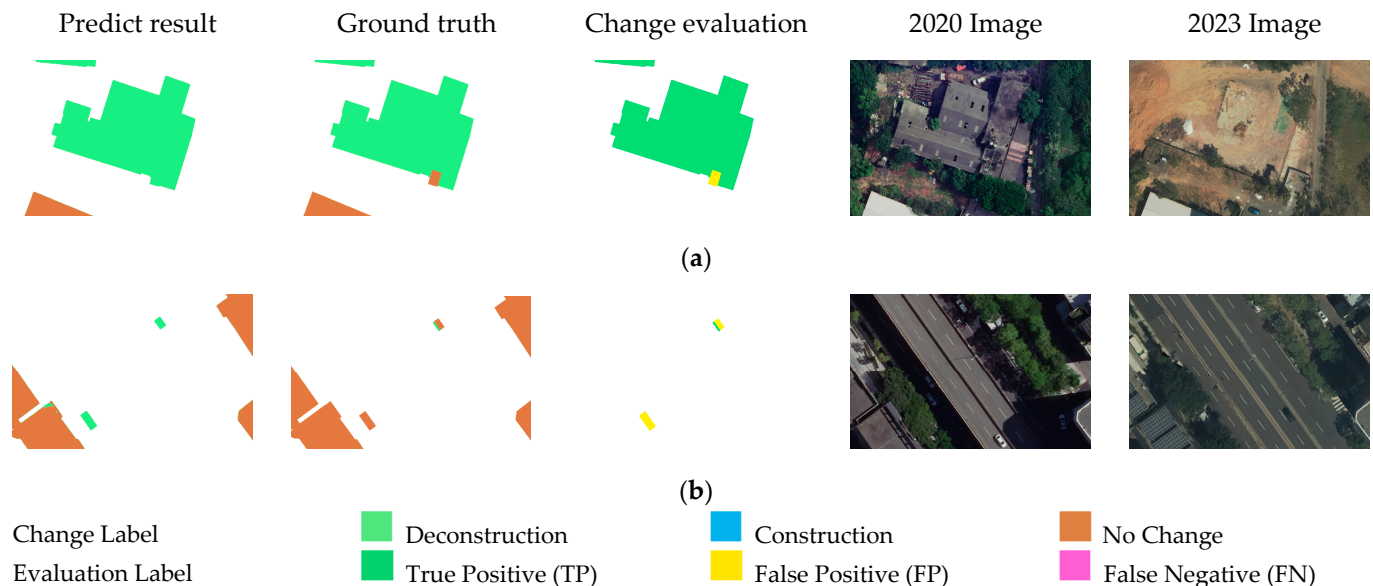 Predict result Ground truth Change evaluation 2020 Image 2023 Image
(a)
(b)
Change Label Deconstruction Construction No Change
Evaluation Label True Positive (TP) False Positive (FP) False Negative (FN)